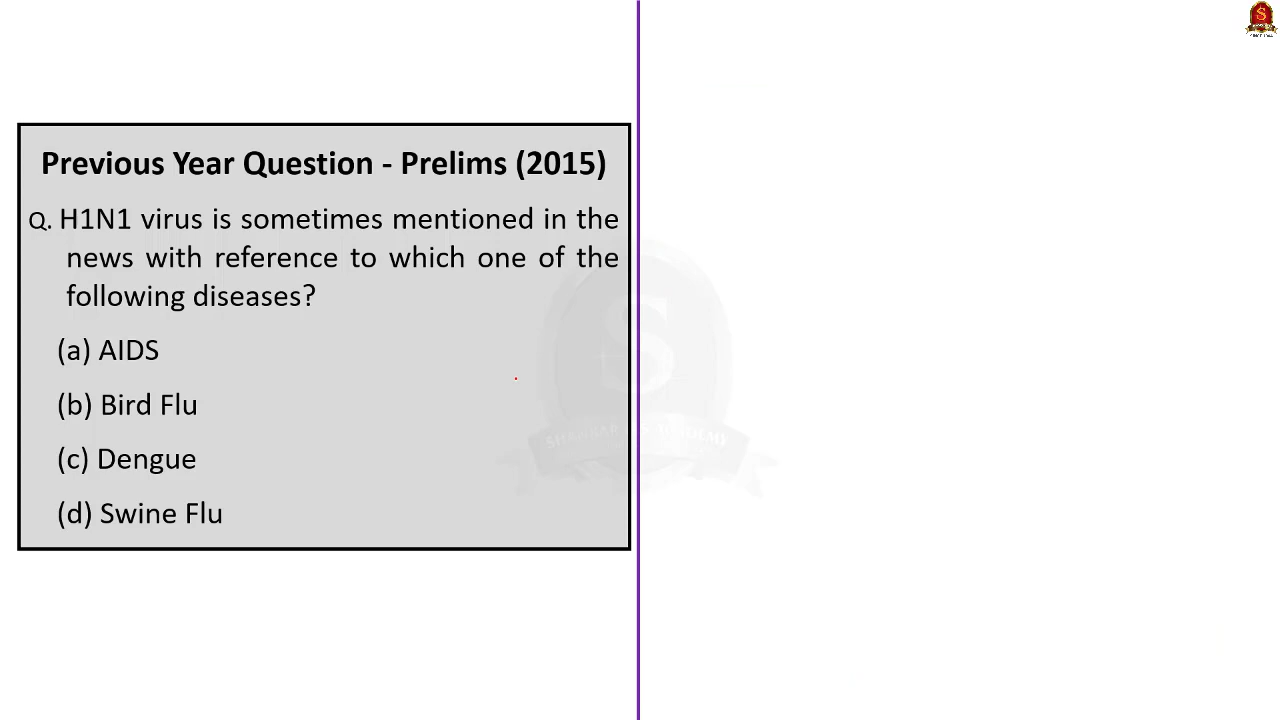 Previous Year Question - Prelims (2015)
Q. H1N1 virus is sometimes mentioned in the
news with reference to which one of the
following diseases?
(a) AIDS
(b) Bird Flu
(c) Dengue
(d) Swine Flu